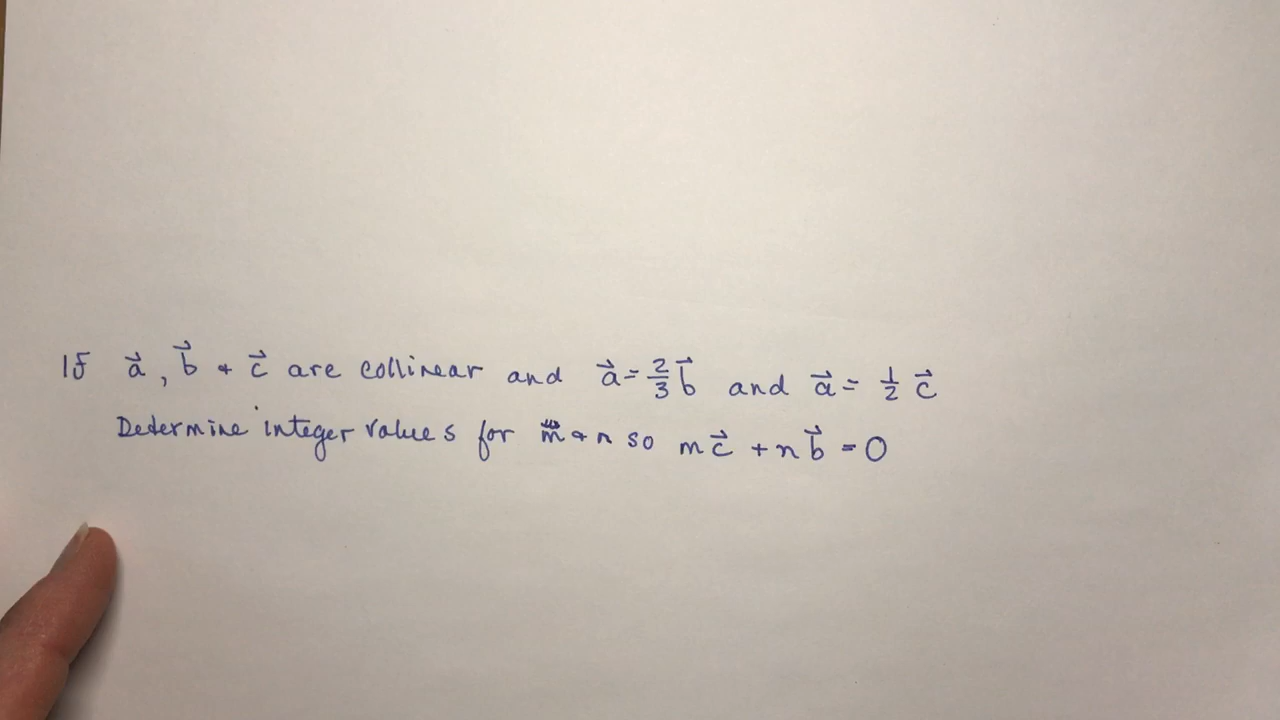 If a⃗, b⃗ + c⃗ are collinear and a⃗ = 2/3 b⃗ and a⃗ = 1/2 c⃗
Determine integer values for m + n so mc⃗ + nb⃗ = 0